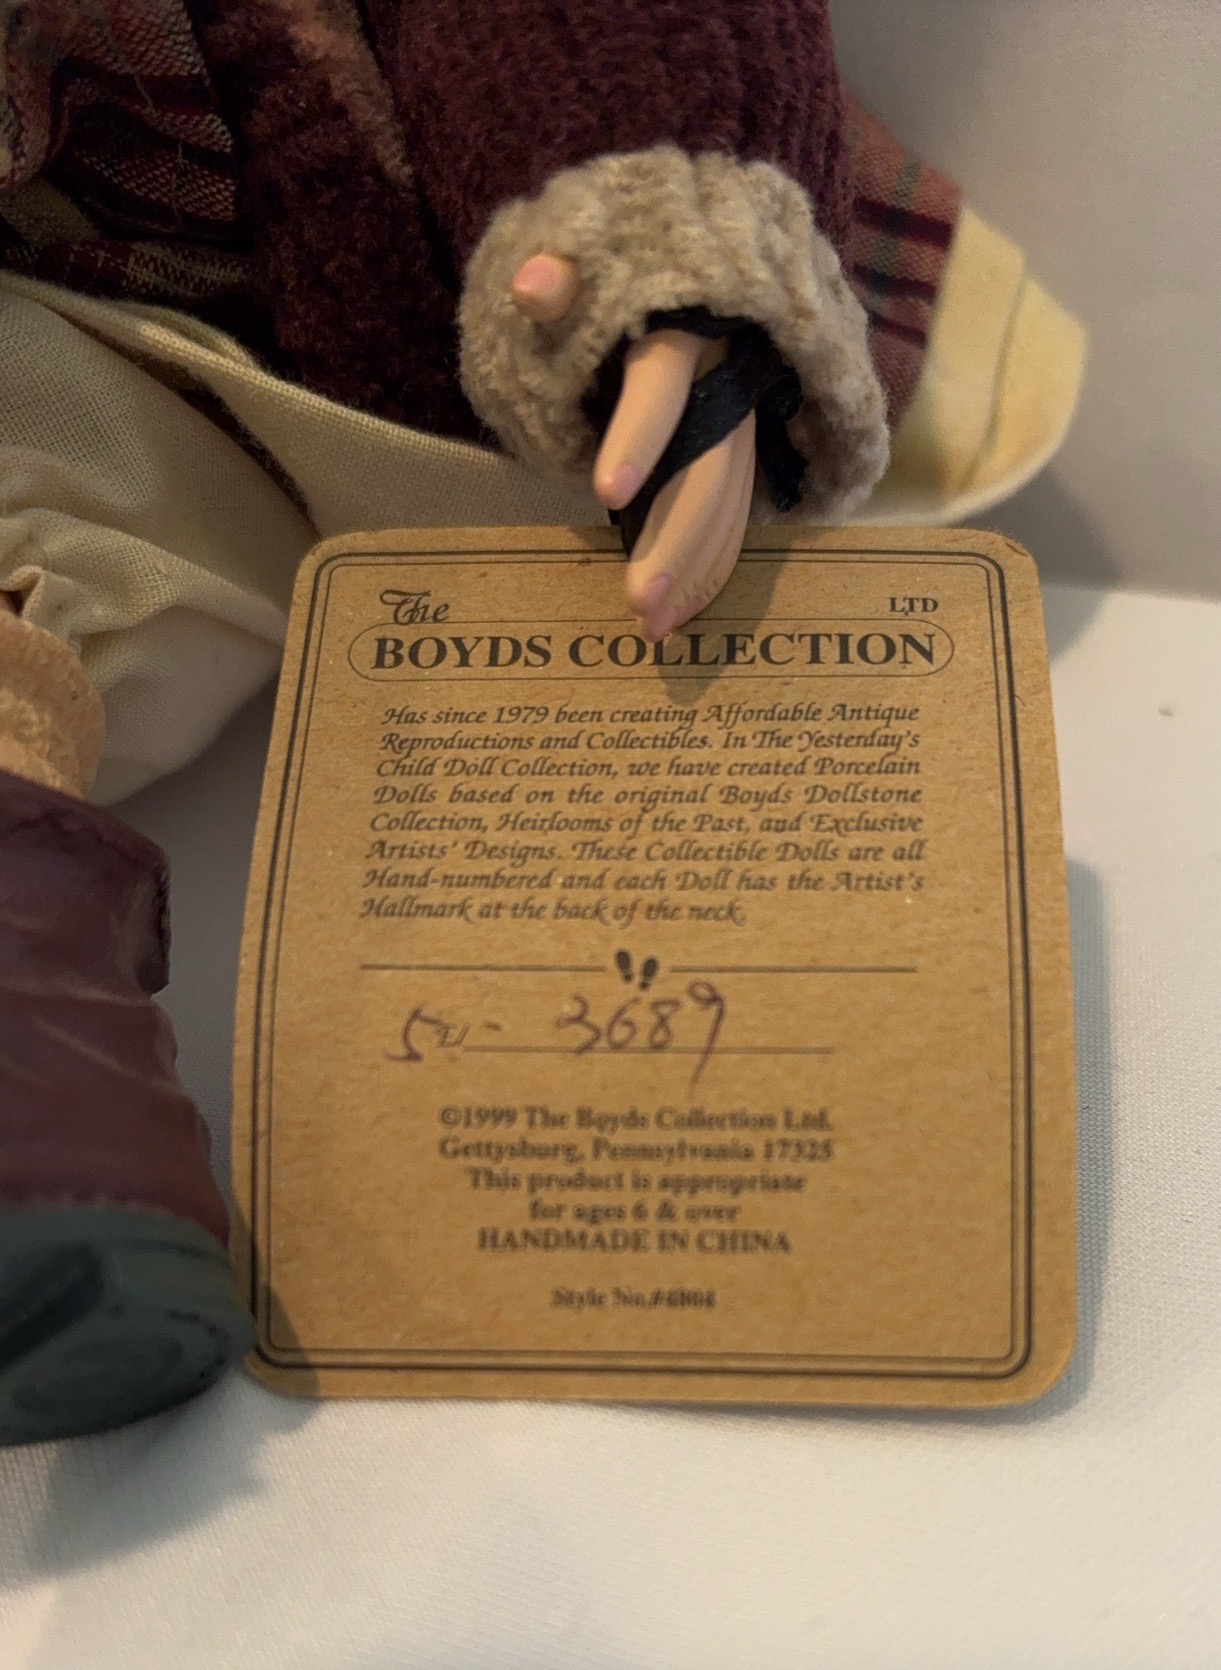 The
LTD
BOYDS COLLECTION
Has since 1979 been creating Affordable Antique
Reproductions and Collectibles. In The Yesterday's
Child Doll Collection, we have created Porcelain
Dolls based on the original Boyds Dollstone
Collection, Heirlooms of the Past, and Exclusive
Artists' Designs. These Collectible Dolls are all
Hand-numbered and each Doll has the Artist's
Hallmark at the back of the neck.
5E/- 3689
©1999 The Boyds Collection Ltd.
Gettysburg, Pennsylvania 17325
This product is appropriate
for ages 6 & over
HANDMADE IN CHINA
Style No.